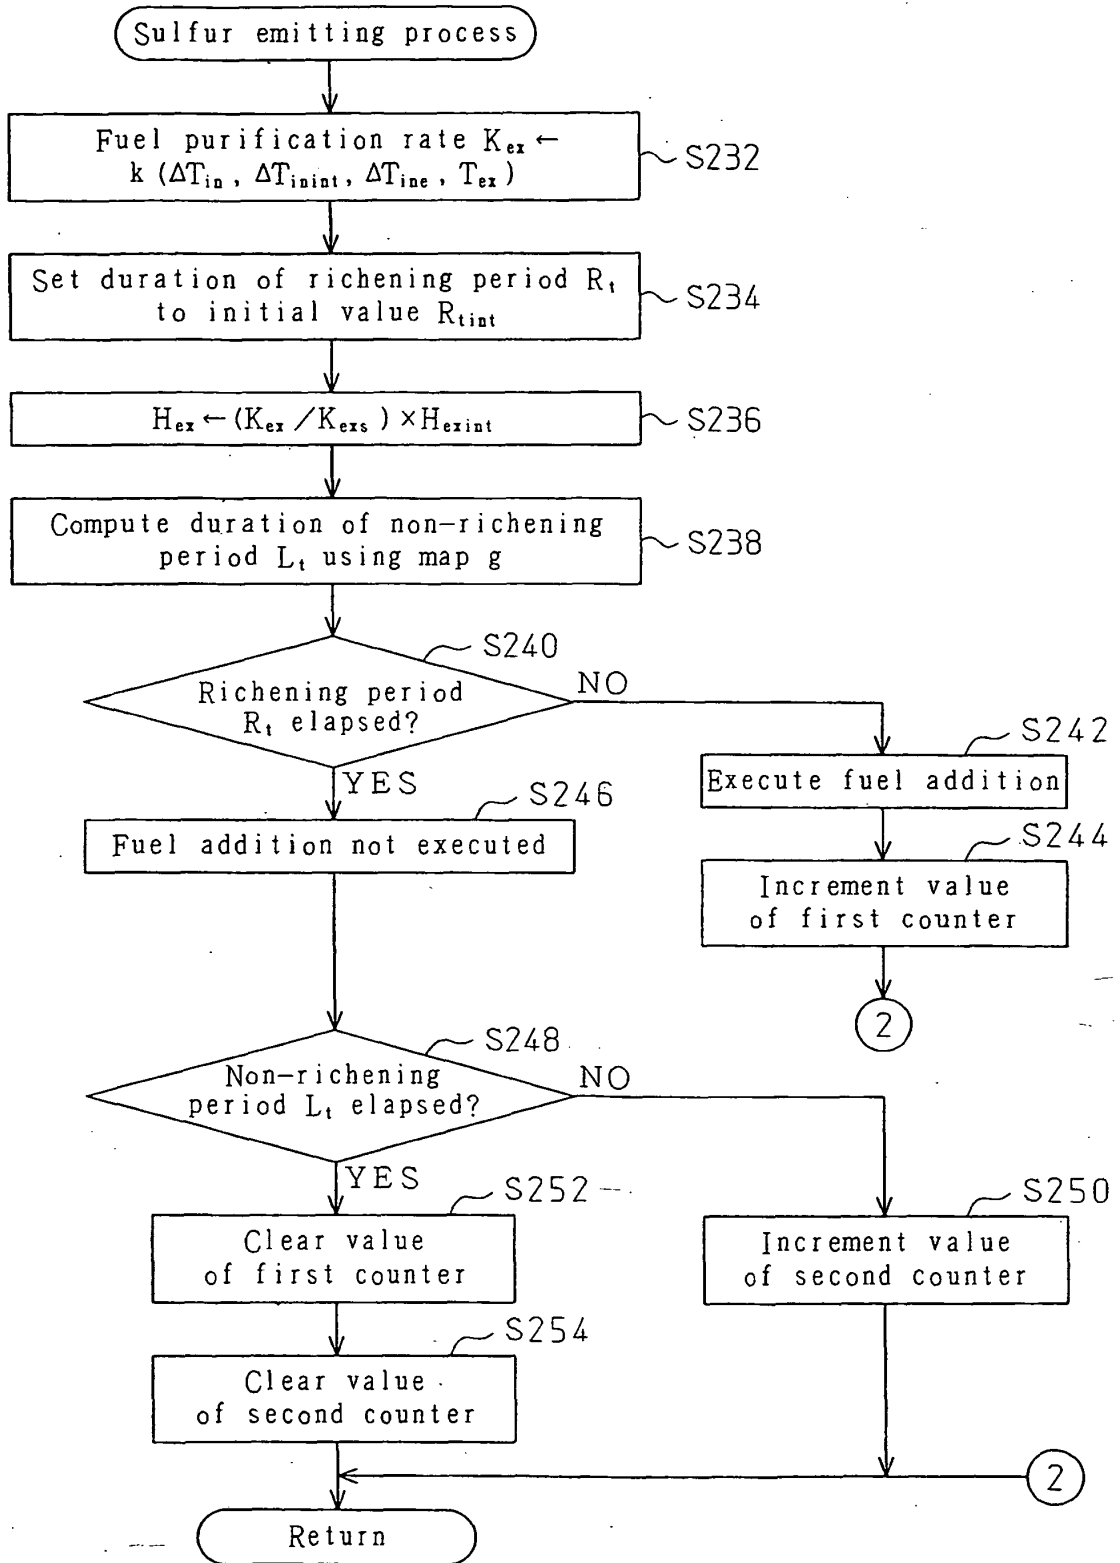 Sulfur emitting process
Fuel purification rate Kex ←
k (ΔTin, ΔTinint, ΔTine, Tex)
S232
Set duration of richening period Rt
to initial value Rtint
S234
Hex ← (Kex / Kexs) × Hexint
S236
Compute duration of non-richening
period Lt using map g
S238
S240
Richening period
Rt elapsed?
NO
YES
S242
Execute fuel addition
S244
Increment value
of first counter
2
S246
Fuel addition not executed
S248
Non-richening
period Lt elapsed?
NO
YES
S250
Increment value
of second counter
S252
Clear value
of first counter
S254
Clear value
of second counter
2
Return